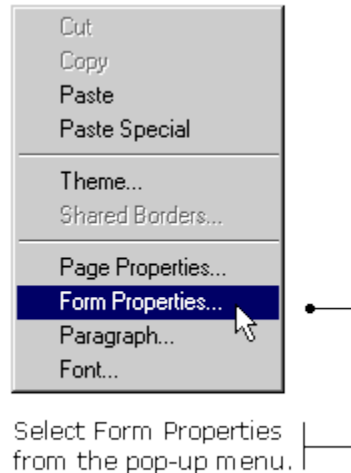 Cut
Copy
Paste
Paste Special
Theme...
Shared Borders...
Page Properties...
Form Properties...
Paragraph...
Font...
Select Form Properties
from the pop-up menu.